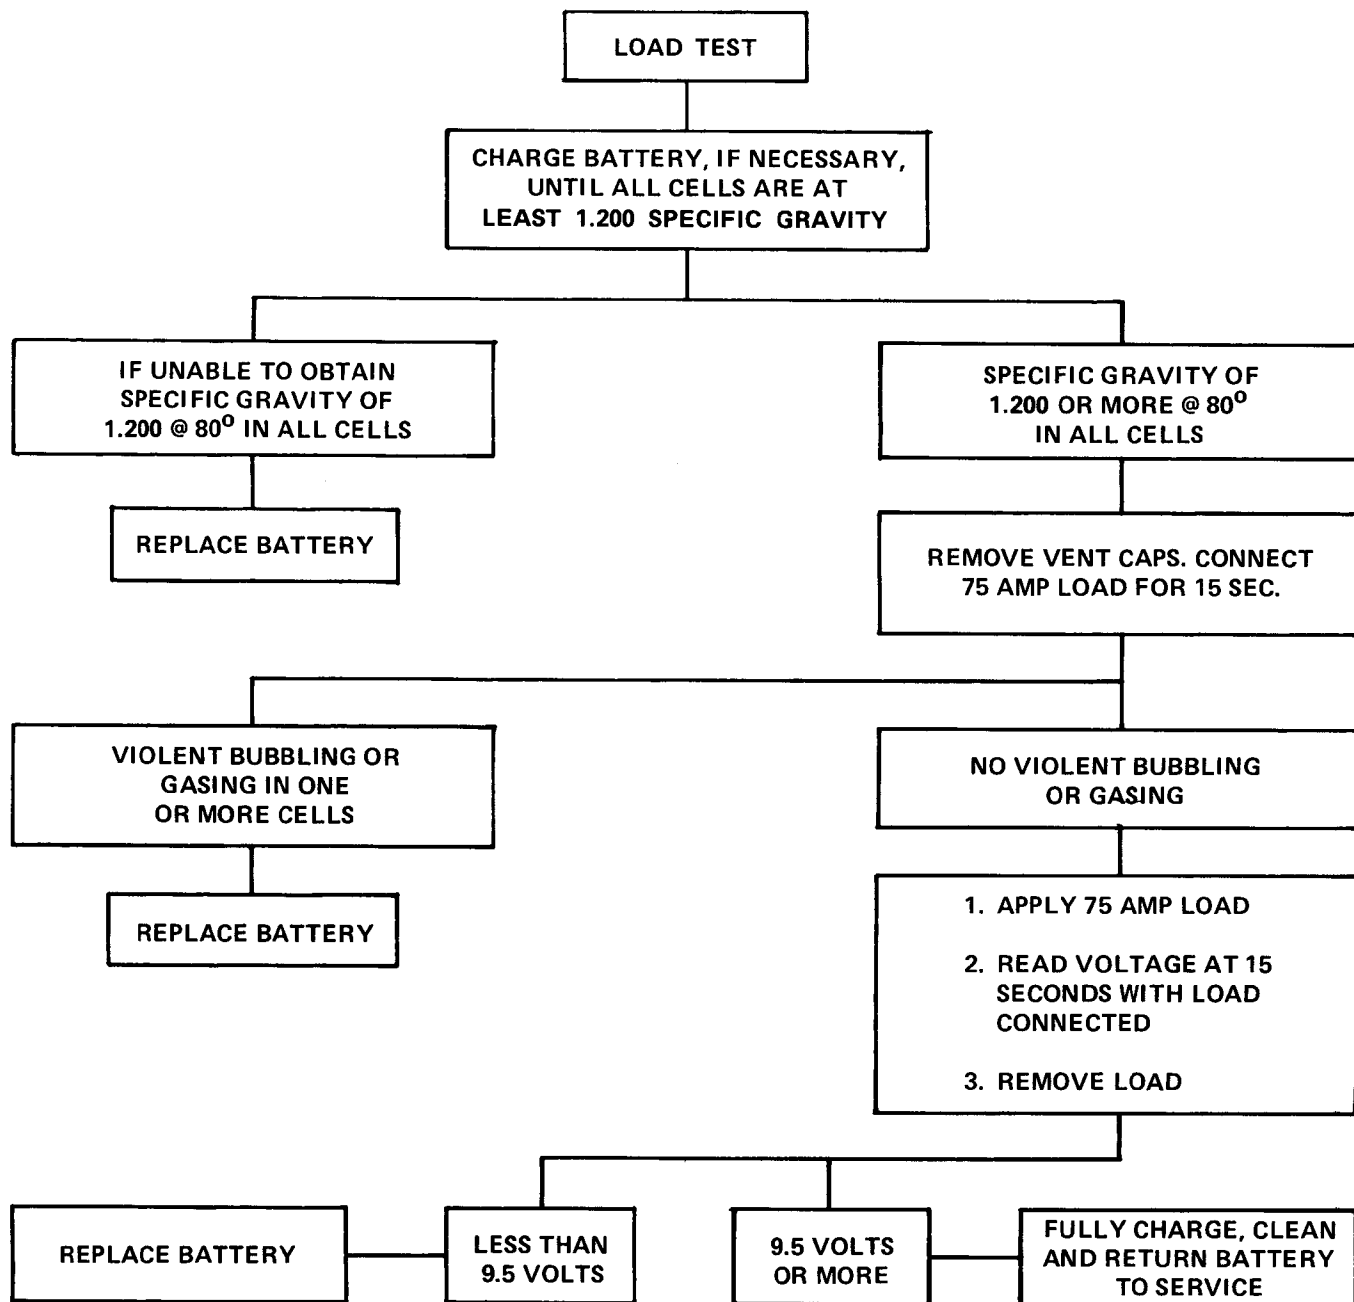 LOAD TEST
CHARGE BATTERY, IF NECESSARY,
UNTIL ALL CELLS ARE AT
LEAST 1.200 SPECIFIC GRAVITY
IF UNABLE TO OBTAIN
SPECIFIC GRAVITY OF
1.200 @ 80° IN ALL CELLS
SPECIFIC GRAVITY OF
1.200 OR MORE @ 80°
IN ALL CELLS
REPLACE BATTERY
REMOVE VENT CAPS. CONNECT
75 AMP LOAD FOR 15 SEC.
VIOLENT BUBBLING OR
GASING IN ONE
OR MORE CELLS
NO VIOLENT BUBBLING
OR GASING
REPLACE BATTERY
1. APPLY 75 AMP LOAD
2. READ VOLTAGE AT 15
SECONDS WITH LOAD
CONNECTED
3. REMOVE LOAD
REPLACE BATTERY
LESS THAN
9.5 VOLTS
9.5 VOLTS
OR MORE
FULLY CHARGE, CLEAN
AND RETURN BATTERY
TO SERVICE